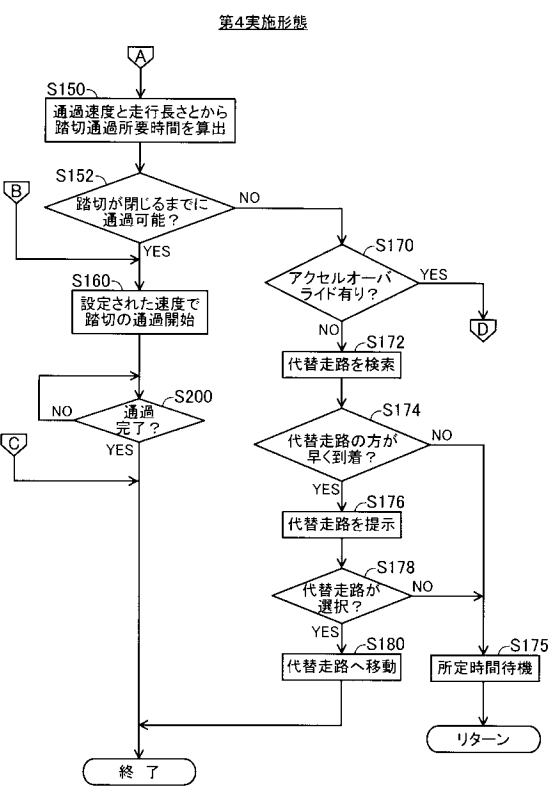 第4実施形態
A
S150
通過速度と走行長さとから
踏切通過所要時間を算出
S152
B
踏切が閉じるまでに
通過可能？
NO
YES
S170
アクセルオーバ
ライド有り？
YES
NO
D
S160
設定された速度で
踏切の通過開始
S172
代替走路を検索
S200
通過
完了？
NO
YES
C
S174
代替走路の方が
早く到着？
NO
YES
S176
代替走路を提示
S178
代替走路が
選択？
NO
YES
S180
代替走路へ移動
S175
所定時間待機
リターン
終 了